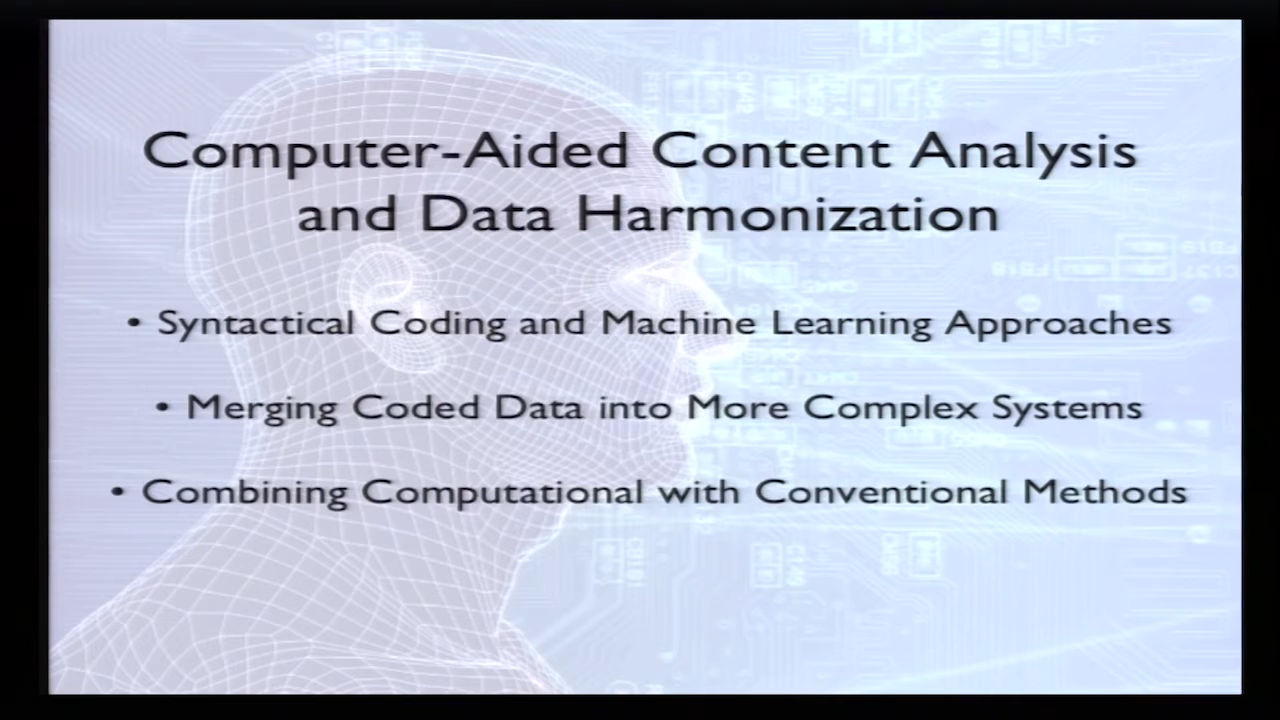 Computer-Aided Content Analysis
and Data Harmonization
• Syntactical Coding and Machine Learning Approaches
• Merging Coded Data into More Complex Systems
• Combining Computational with Conventional Methods